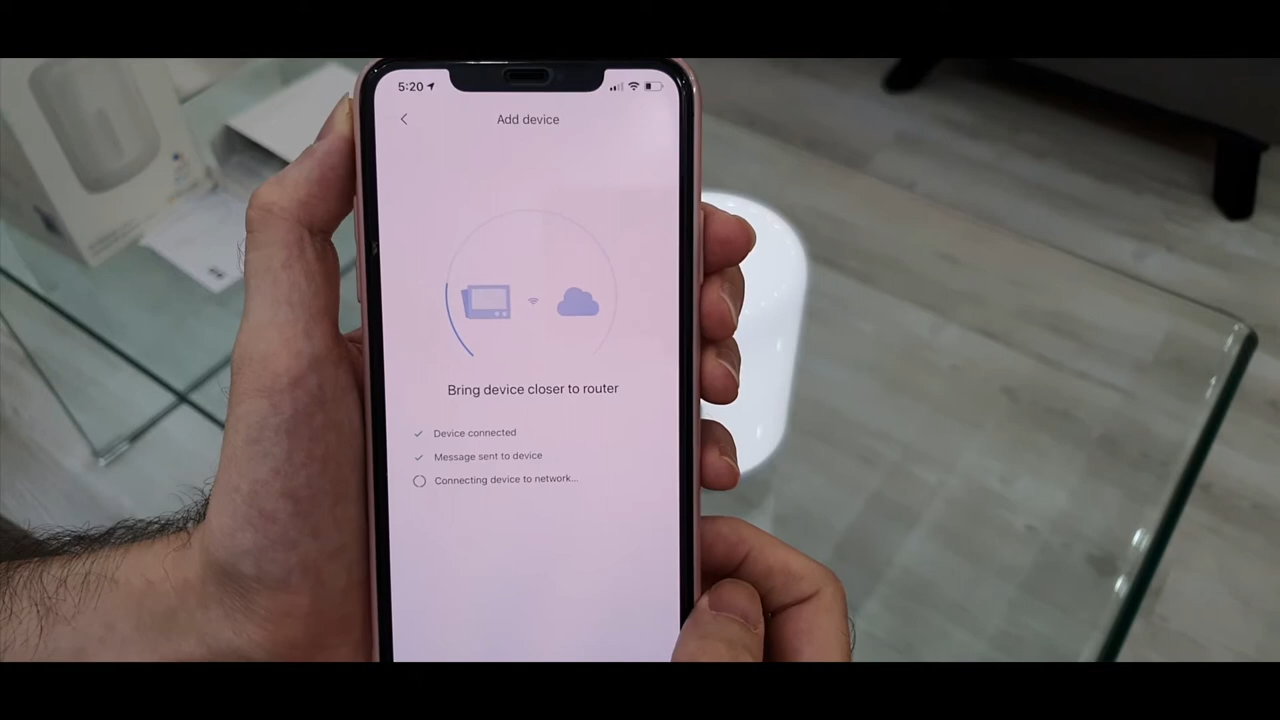 5:20
Add device
Bring device closer to router
Device connected
Message sent to device
Connecting device to network...